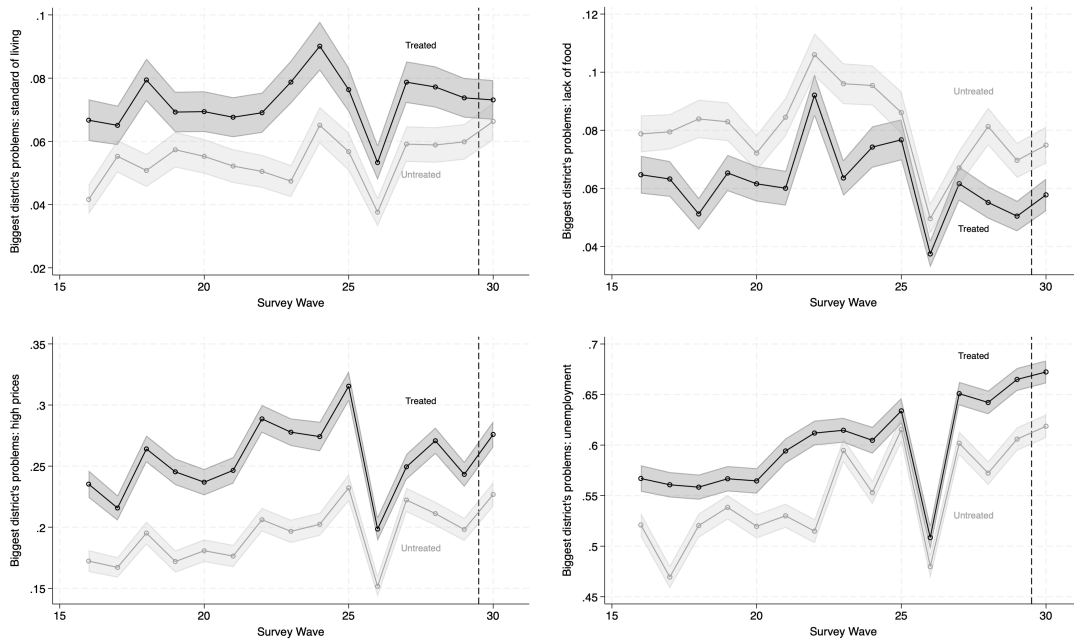 Biggest district's problems: standard of living
.1
.08
.06
.04
.02
Treated
Untreated
15
20
25
30
Survey Wave
Biggest district's problems: lack of food
.12
.1
.08
.06
.04
Untreated
Treated
15
20
25
30
Survey Wave
Biggest district's problems: high prices
.35
.3
.25
.2
.15
Treated
Untreated
15
20
25
30
Survey Wave
Biggest district's problems: unemployment
.7
.65
.6
.55
.5
.45
Treated
Untreated
15
20
25
30
Survey Wave